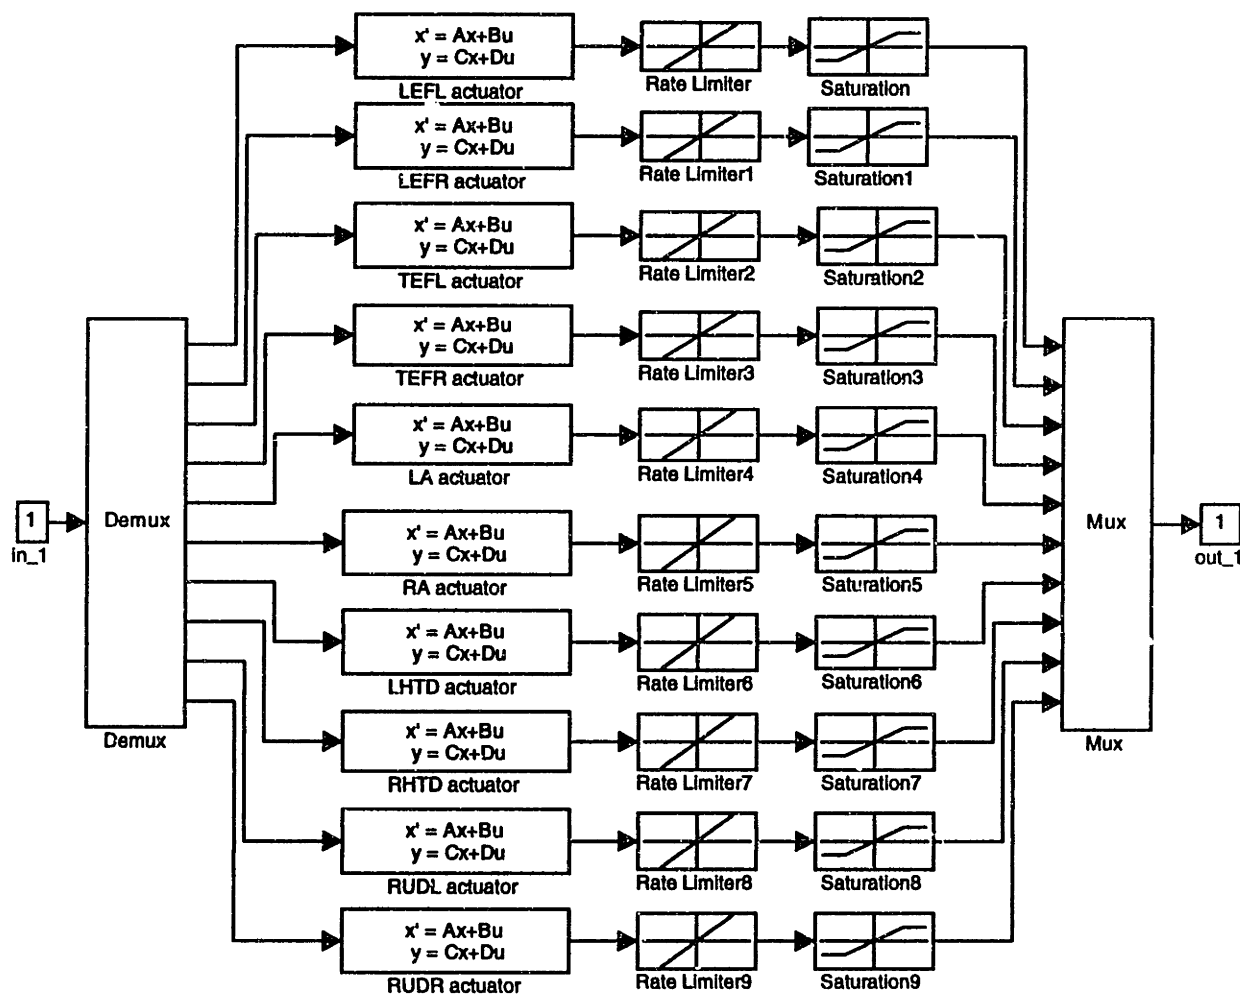 x' = Ax+Bu
y = Cx+Du
LEFL actuator
Rate Limiter
Saturation
x' = Ax+Bu
y = Cx+Du
LEFR actuator
Rate Limiter1
Saturation1
x' = Ax+Bu
y = Cx+Du
TEFL actuator
Rate Limiter2
Saturation2
x' = Ax+Bu
y = Cx+Du
TEFR actuator
Rate Limiter3
Saturation3
x' = Ax+Bu
y = Cx+Du
LA actuator
Rate Limiter4
Saturation4
1
in_1
Demux
Demux
x' = Ax+Bu
y = Cx+Du
RA actuator
Rate Limiter5
Saturation5
Mux
Mux
1
out_1
x' = Ax+Bu
y = Cx+Du
LHTD actuator
Rate Limiter6
Saturation6
x' = Ax+Bu
y = Cx+Du
RHTD actuator
Rate Limiter7
Saturation7
x' = Ax+Bu
y = Cx+Du
RUDL actuator
Rate Limiter8
Saturation8
x' = Ax+Bu
y = Cx+Du
RUDR actuator
Rate Limiter9
Saturation9